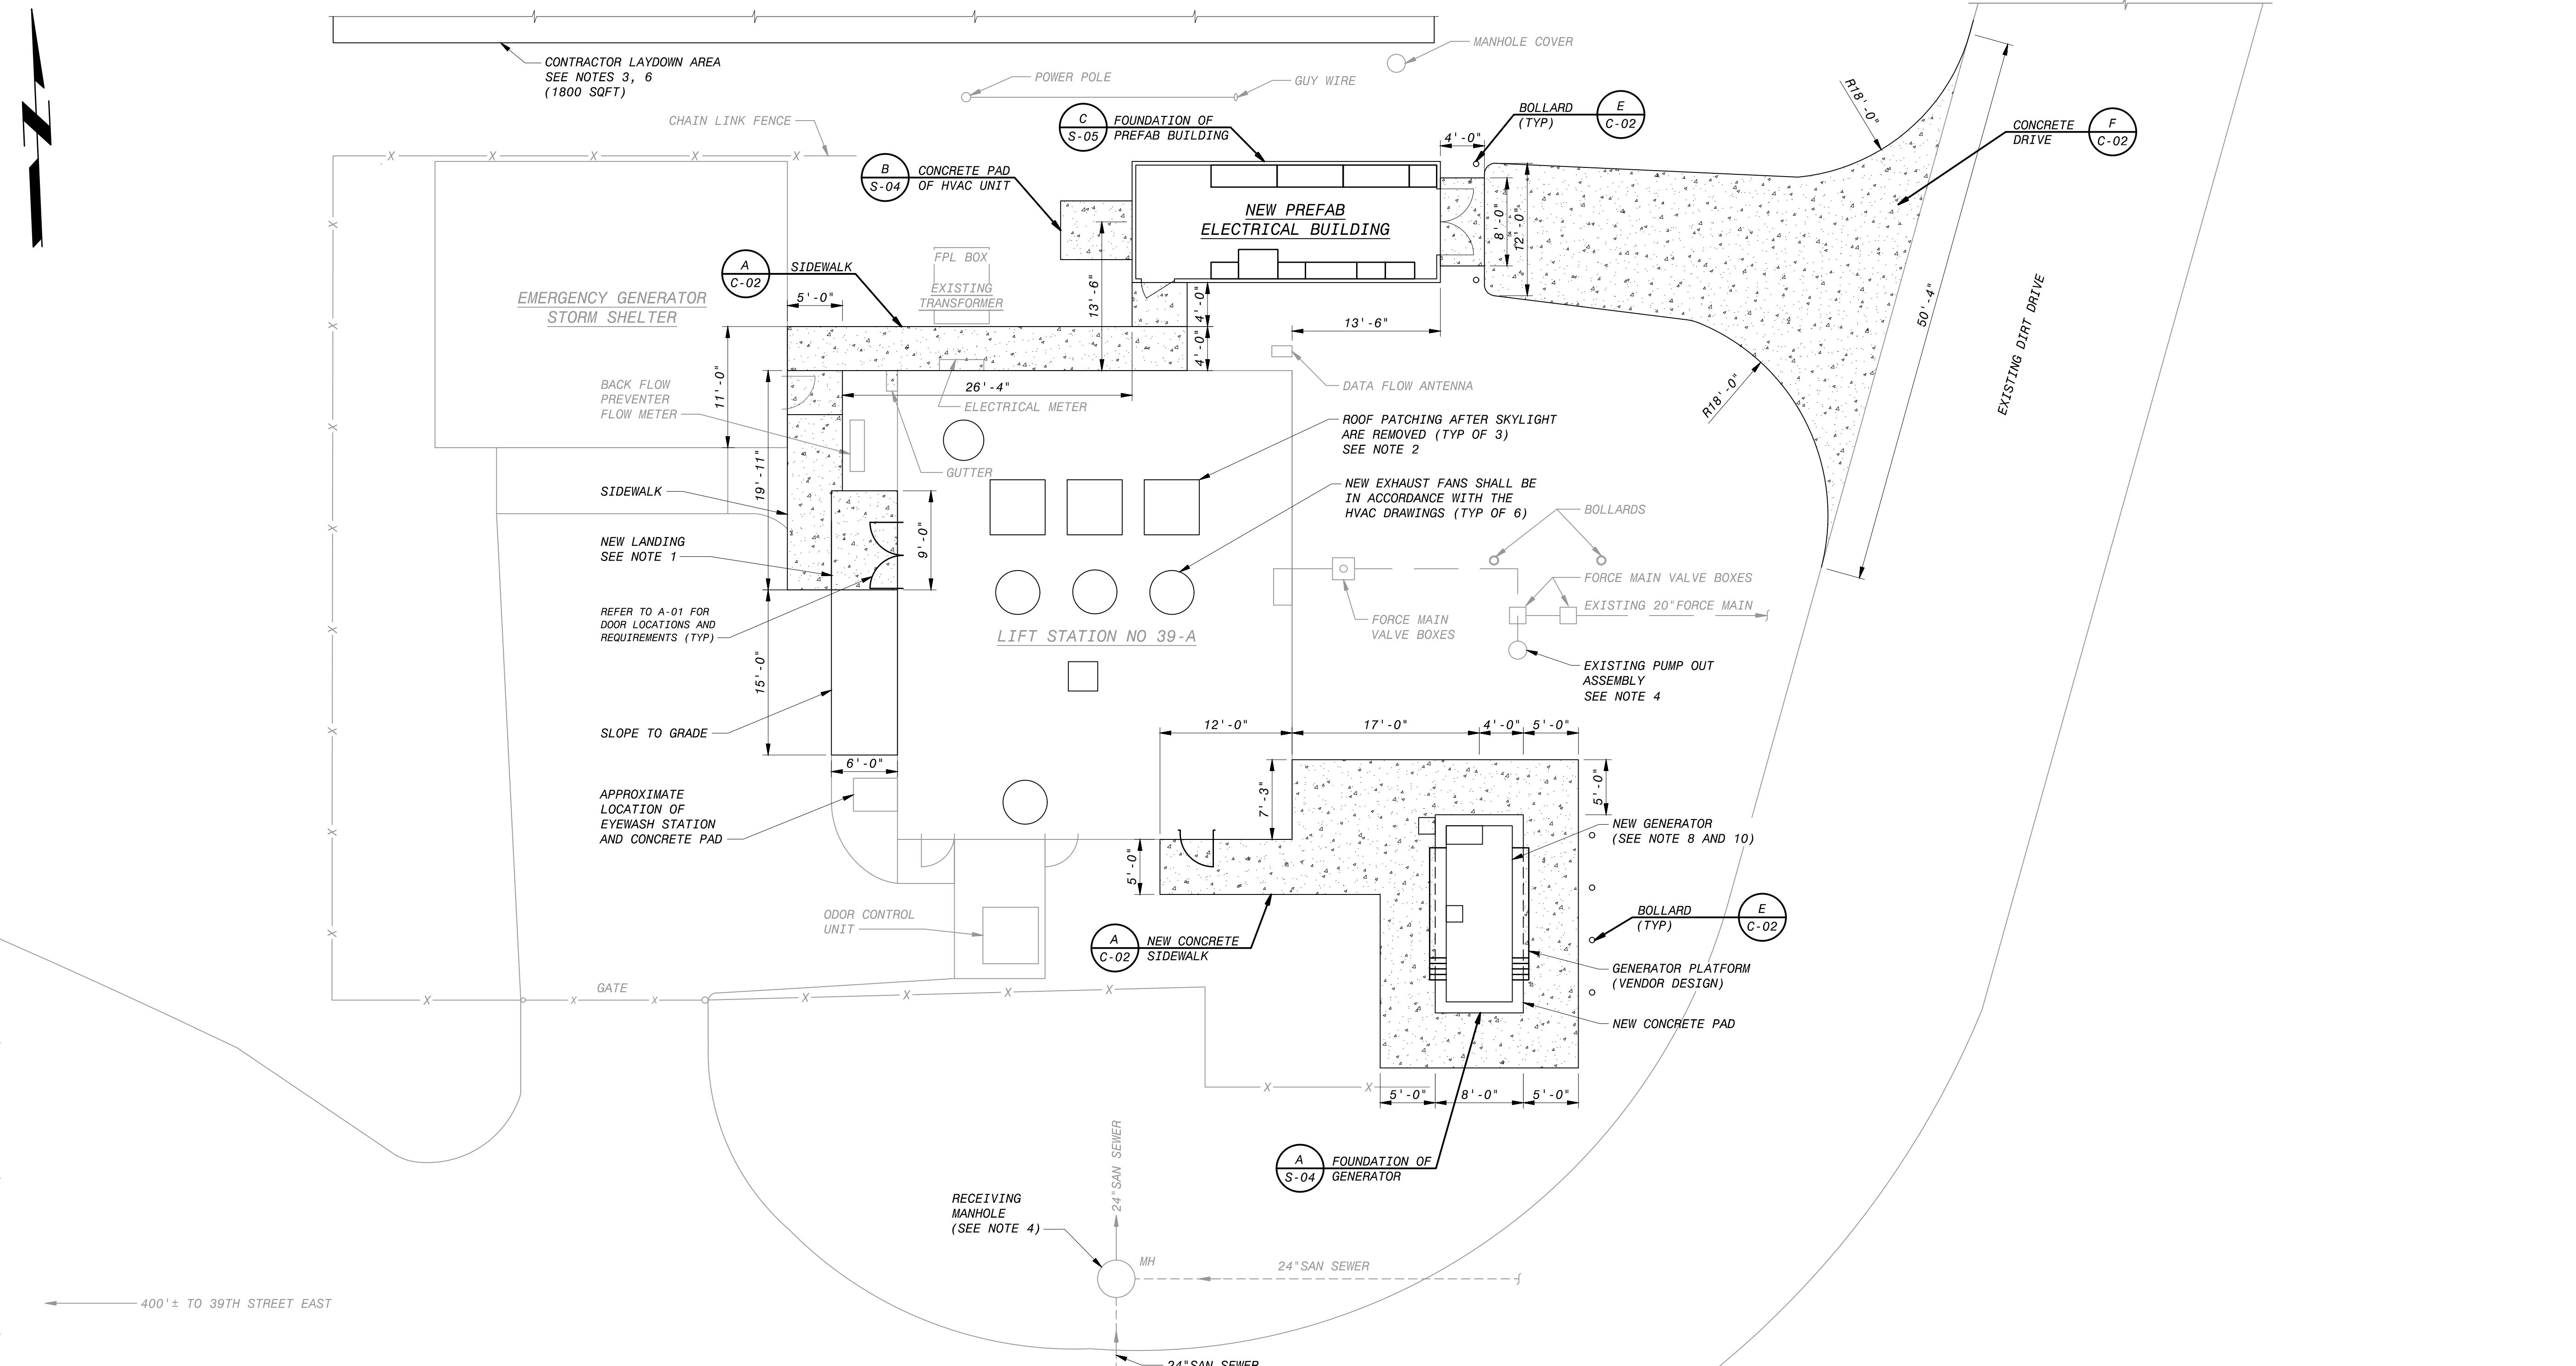 CONTRACTOR LAYDOWN AREA
SEE NOTES 3, 6
(1800 SQFT)
MANHOLE COVER
POWER POLE
GUY WIRE
CHAIN LINK FENCE
C
S-05
FOUNDATION OF
PREFAB BUILDING
BOLLARD
(TYP)
E
C-02
R18'-0"
CONCRETE
DRIVE
F
C-02
4'-0"
B
S-04
CONCRETE PAD
OF HVAC UNIT
NEW PREFAB
ELECTRICAL BUILDING
8'-0"
12'-0"
A
C-02
SIDEWALK
FPL BOX
EXISTING
TRANSFORMER
13'-6"
4'-0"
4'-0"
13'-6"
50'-4"
EXISTING DIRT DRIVE
EMERGENCY GENERATOR
STORM SHELTER
5'-0"
11'-0"
BACK FLOW
PREVENTER
FLOW METER
26'-4"
ELECTRICAL METER
DATA FLOW ANTENNA
R18'-0"
ROOF PATCHING AFTER SKYLIGHT
ARE REMOVED (TYP OF 3)
SEE NOTE 2
GUTTER
19'-11"
SIDEWALK
NEW EXHAUST FANS SHALL BE
IN ACCORDANCE WITH THE
HVAC DRAWINGS (TYP OF 6)
BOLLARDS
NEW LANDING
SEE NOTE 1
9'-0"
FORCE MAIN VALVE BOXES
EXISTING 20"FORCE MAIN
REFER TO A-01 FOR
DOOR LOCATIONS AND
REQUIREMENTS (TYP)
FORCE MAIN
VALVE BOXES
LIFT STATION NO 39-A
15'-0"
EXISTING PUMP OUT
ASSEMBLY
SEE NOTE 4
SLOPE TO GRADE
12'-0"
17'-0"
4'-0"
5'-0"
6'-0"
7'-3"
5'-0"
APPROXIMATE
LOCATION OF
EYEWASH STATION
AND CONCRETE PAD
NEW GENERATOR
(SEE NOTE 8 AND 10)
5'-0"
ODOR CONTROL
UNIT
A
C-02
NEW CONCRETE
SIDEWALK
BOLLARD
(TYP)
E
C-02
GENERATOR PLATFORM
(VENDOR DESIGN)
GATE
NEW CONCRETE PAD
5'-0"
8'-0"
5'-0"
A
S-04
FOUNDATION OF
GENERATOR
24"SAN SEWER
RECEIVING
MANHOLE
(SEE NOTE 4)
MH
24"SAN SEWER
400'± TO 39TH STREET EAST
24"SAN SEWER